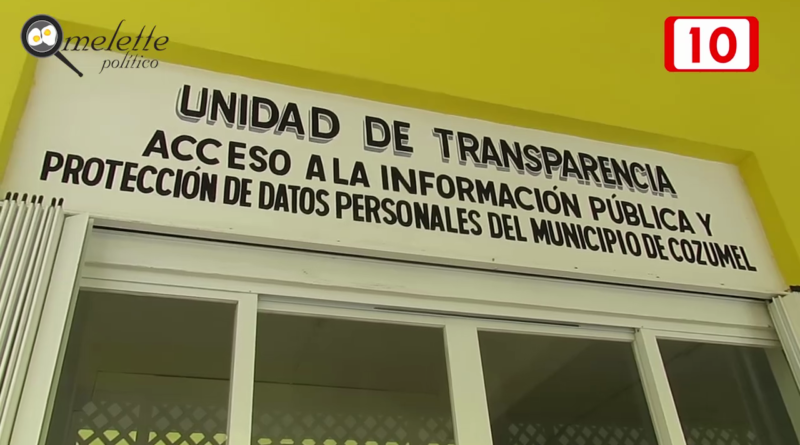 Omelette
político
10
UNIDAD DE TRANSPARENCIA
ACCESO A LA INFORMACIÓN PÚBLICA Y
PROTECCIÓN DE DATOS PERSONALES DEL MUNICIPIO DE COZUMEL